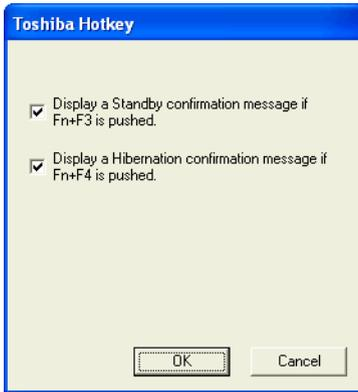 Toshiba Hotkey
Display a Standby confirmation message if
Fn+F3 is pushed.
Display a Hibernation confirmation message if
Fn+F4 is pushed.
OK
Cancel